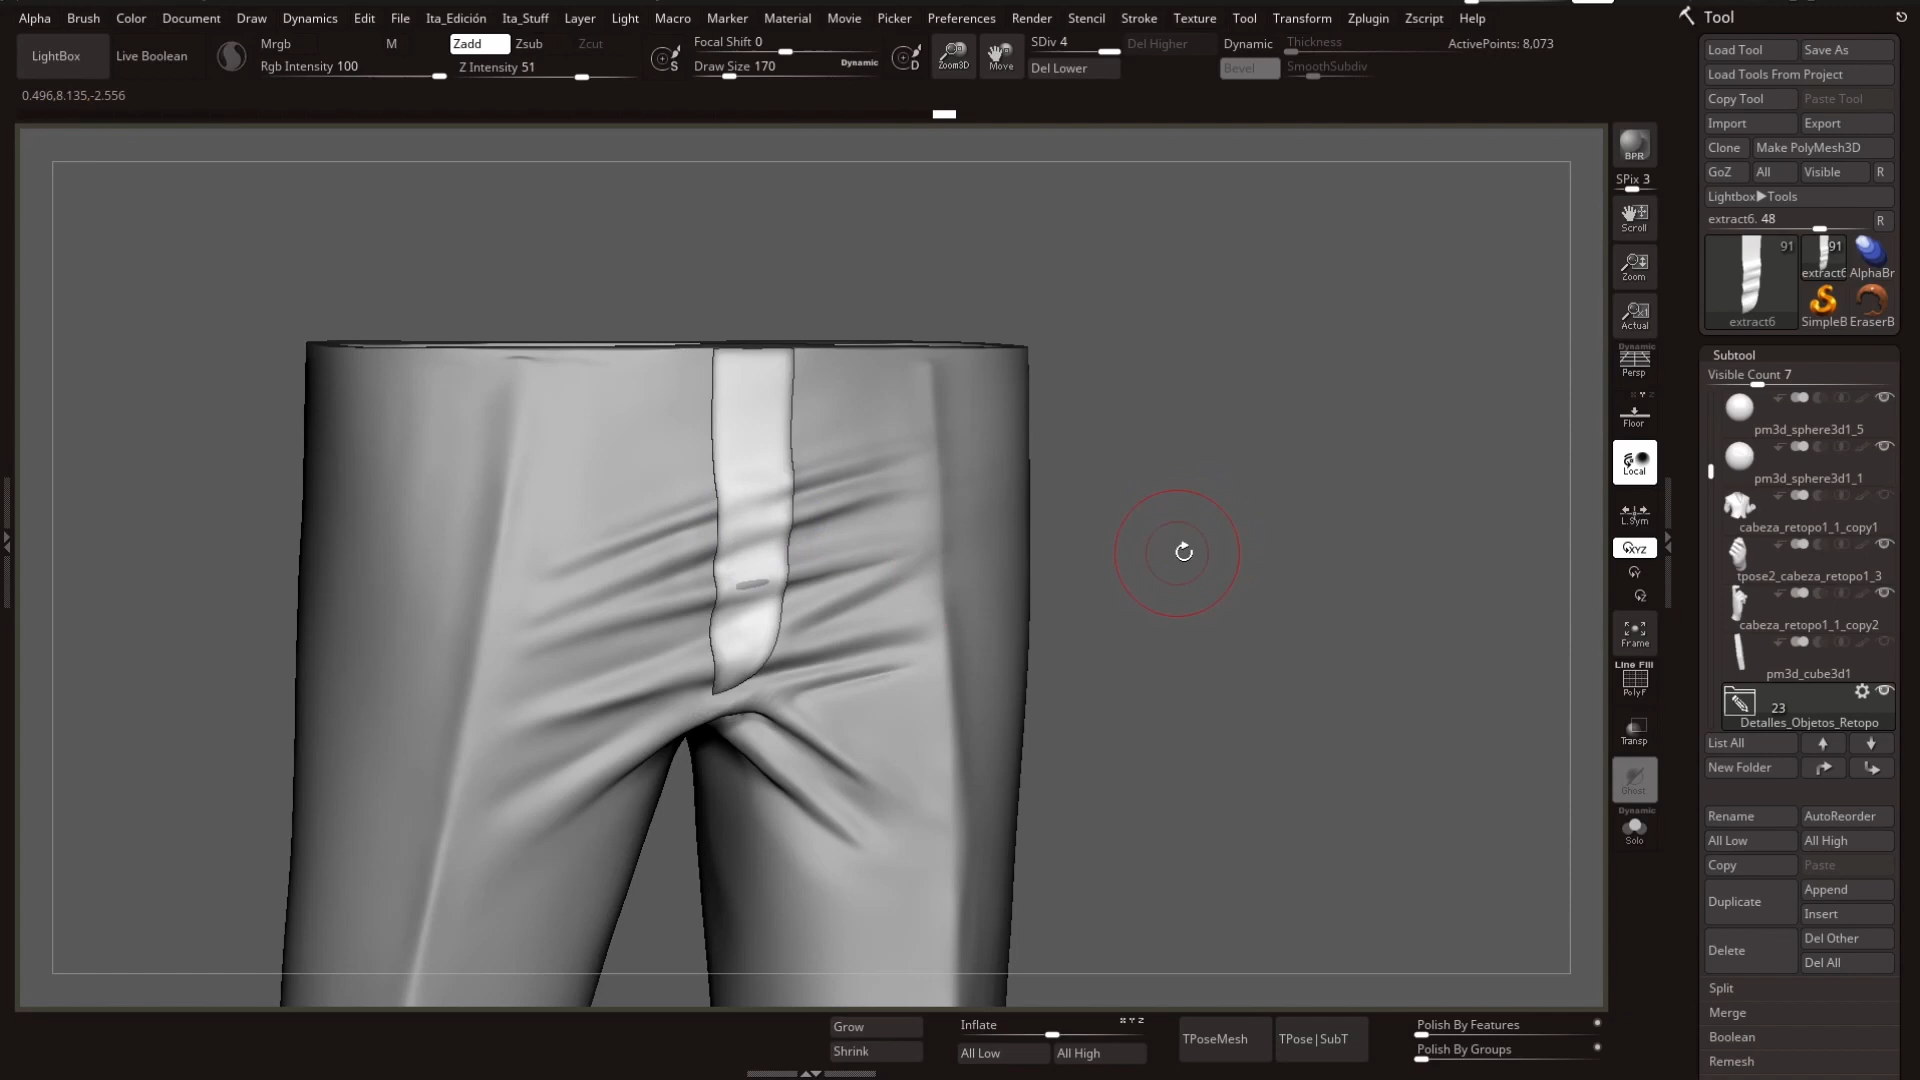 Alpha Brush Color Document Draw Dynamics Edit File Ita_Edición Ita_Stuff Layer Light Macro Marker Material Movie Picker Preferences Render Stencil Stroke Texture Tool Transform Zplugin Zscript Help
LightBox
Live Boolean
Mrgb
M
Rgb Intensity 100
Zadd
Zsub
Zcut
Z Intensity 51
S
Focal Shift 0
Draw Size 170
Dynamic
D
Zoom3D
Move
SDiv 4
Del Higher
Del Lower
Dynamic
Thickness
Bevel
SmoothSubdiv
ActivePoints: 8,073
0.496,8.135,-2.556
BPR
SPix 3
Scroll
Zoom
Actual
Dynamic
Persp
Floor
Local
L.Sym
XYZ
Y
Z
Frame
Line Fill
PolyF
Transp
Ghost
Dynamic
Solo
Tool
Load Tool
Save As
Load Tools From Project
Copy Tool
Paste Tool
Import
Export
Clone
Make PolyMesh3D
GoZ
All
Visible
R
Lightbox▶Tools
extract6. 48
R
91
91
extract6
extract6
AlphaBr
SimpleB
EraserB
Subtool
Visible Count 7
pm3d_sphere3d1_5
pm3d_sphere3d1_1
cabeza_retopo1_1_copy1
tpose2_cabeza_retopo1_3
cabeza_retopo1_1_copy2
pm3d_cube3d1
23
Detalles_Objetos_Retopo
List All
New Folder
Rename
AutoReorder
All Low
All High
Copy
Paste
Duplicate
Append
Insert
Delete
Del Other
Del All
Split
Merge
Boolean
Remesh
Grow
Shrink
Inflate
X Y Z
All Low
All High
TPoseMesh
TPose|SubT
Polish By Features
Polish By Groups